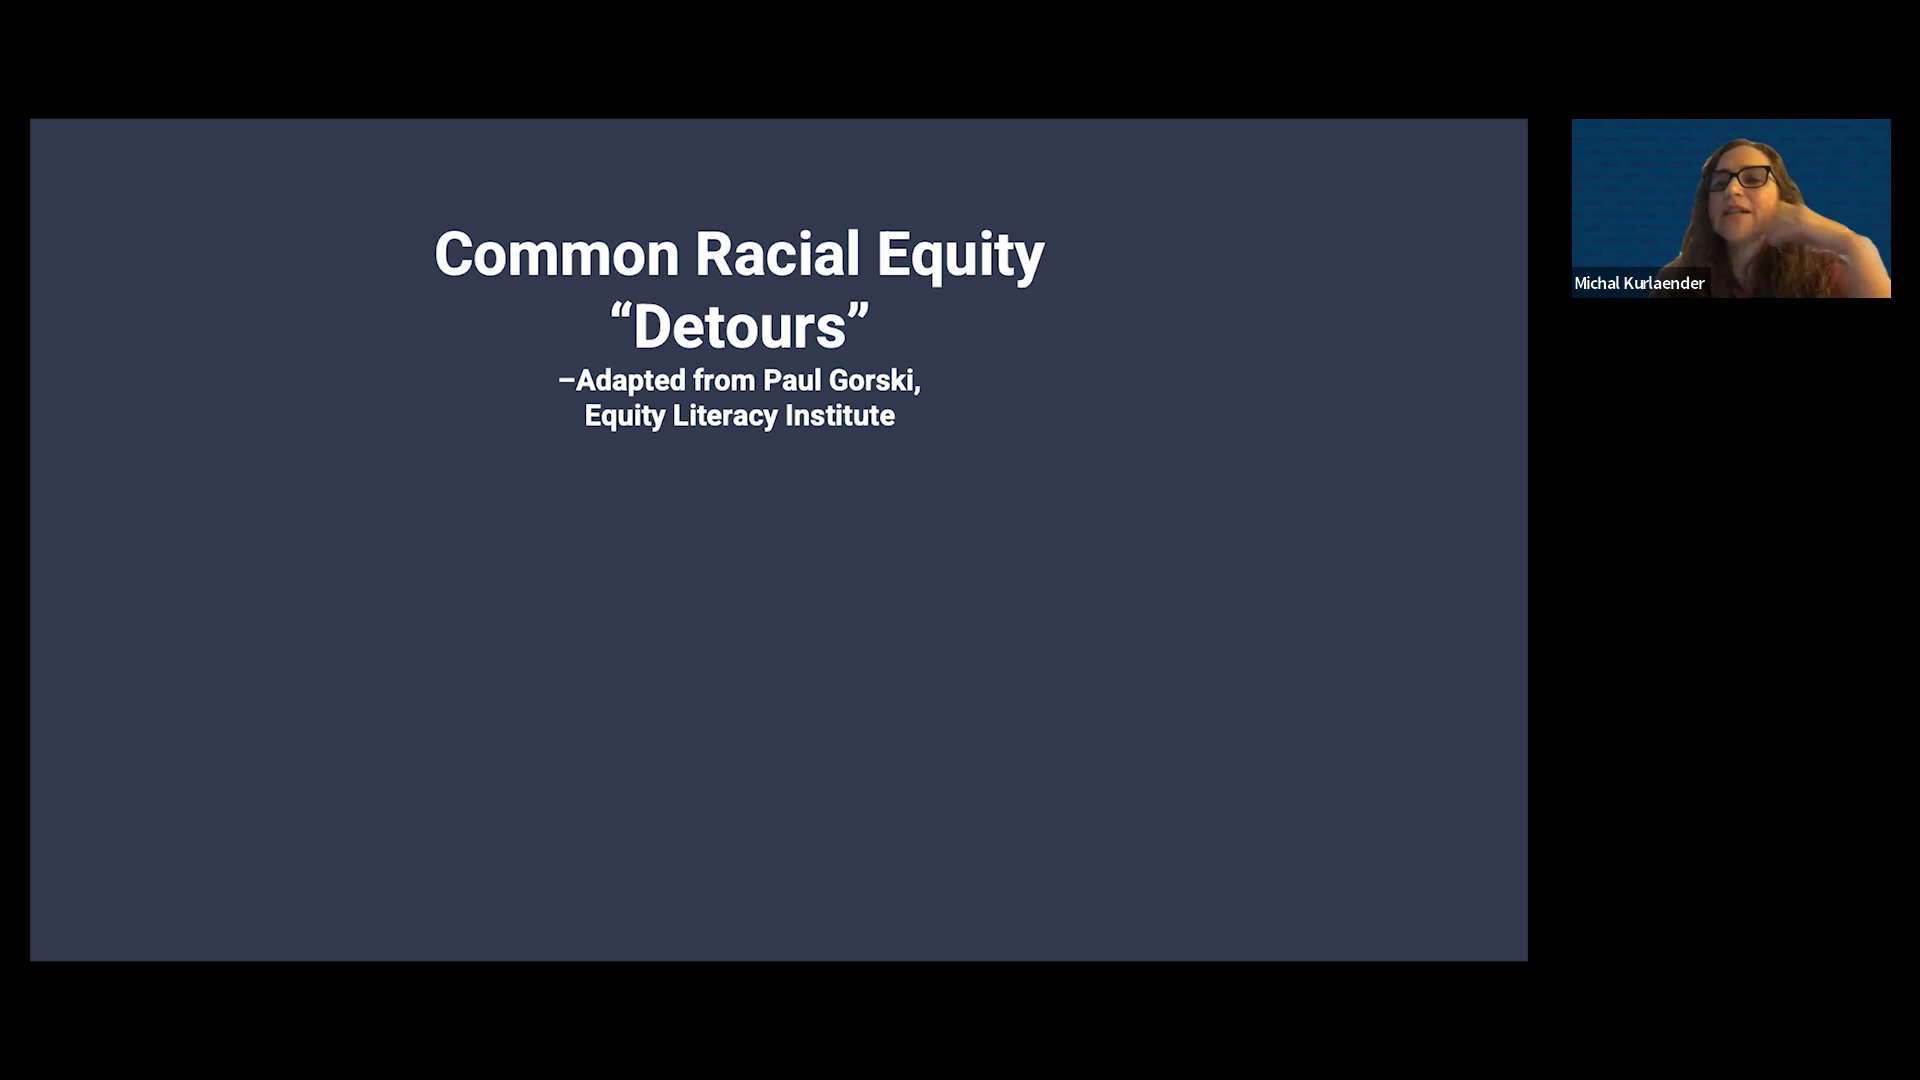 Common Racial Equity
“Detours”
–Adapted from Paul Gorski,
Equity Literacy Institute
Michal Kurlaender